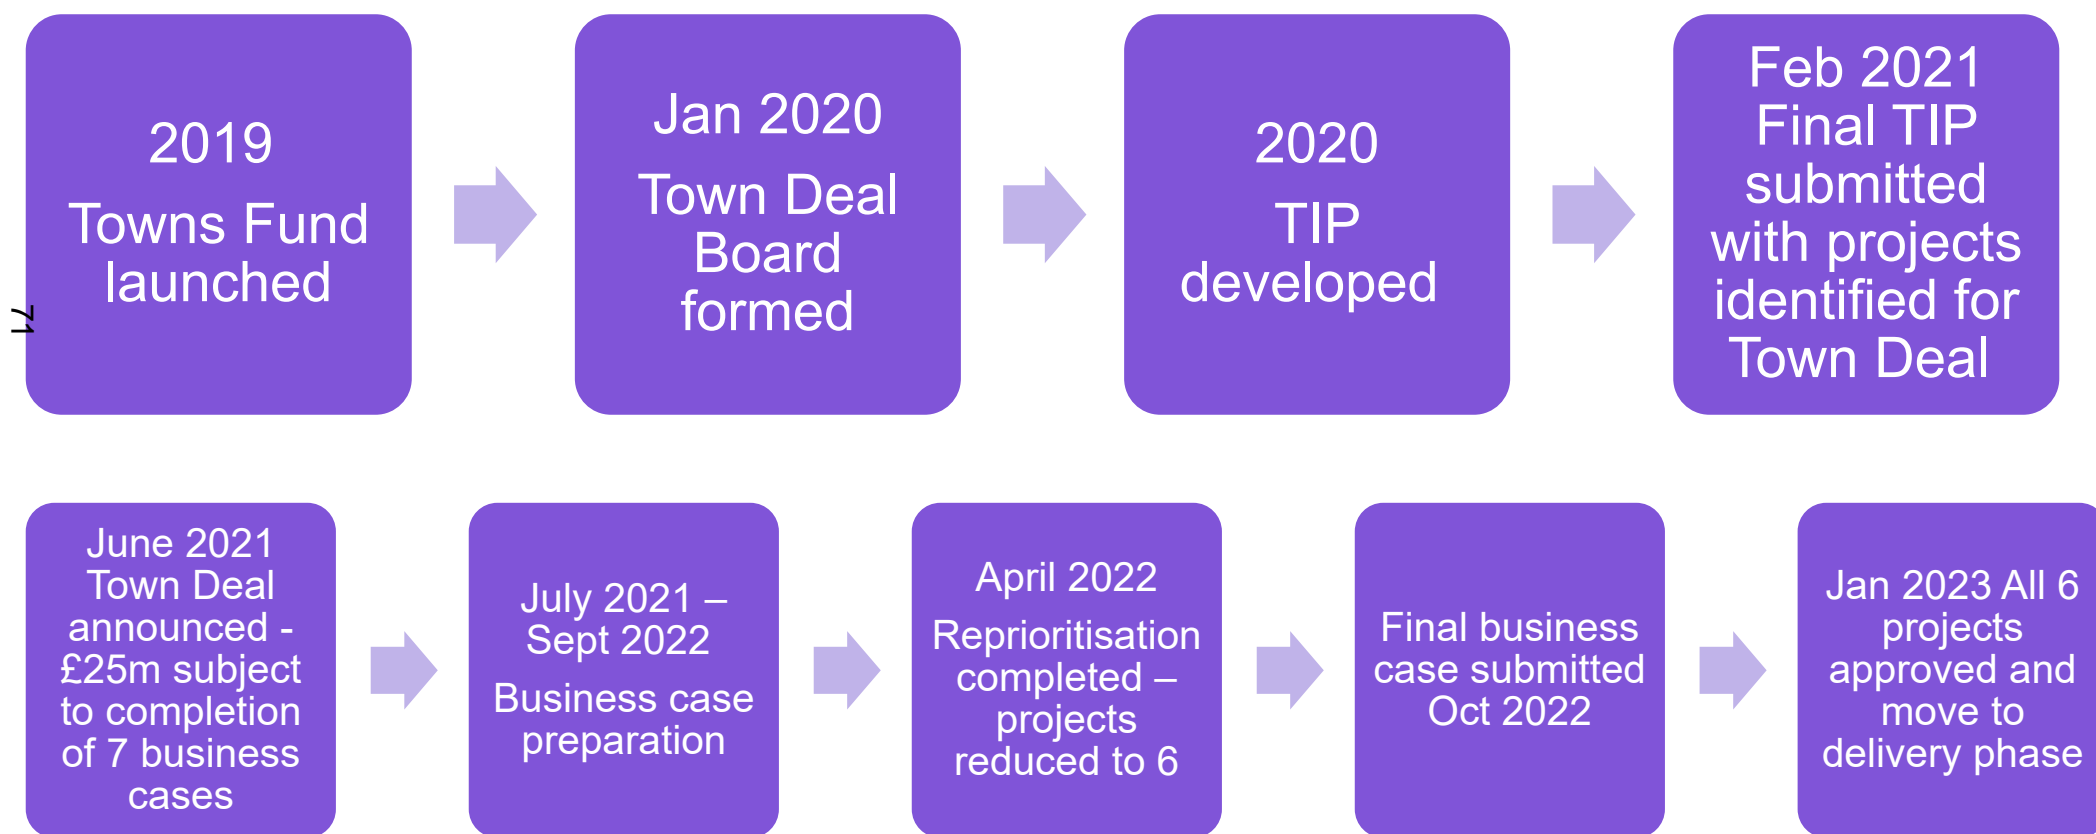 2019
Towns Fund
launched
Jan 2020
Town Deal
Board
formed
2020
TIP
developed
Feb 2021
Final TIP
submitted
with projects
identified for
Town Deal
71
June 2021
Town Deal
announced -
£25m subject
to completion
of 7 business
cases
July 2021 –
Sept 2022
Business case
preparation
April 2022
Reprioritisation
completed –
projects
reduced to 6
Final business
case submitted
Oct 2022
Jan 2023 All 6
projects
approved and
move to
delivery phase